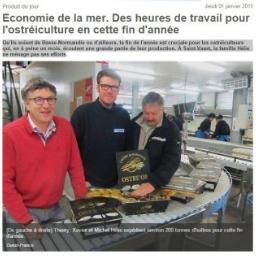 Produit du jour
Jeudi 01 janvier 2015
Economie de la mer. Des heures de travail pour
l'ostréiculture en cette fin d'année
Qu'ils soient de Basse-Normandie ou d'ailleurs, la fin de l'année est cruciale pour les ostréiculteurs
qui, en à peine un mois, écoulent une grande partie de leur production. A Saint-Vaast, la famille Hélie
ne ménage pas ses efforts.
OSTRE'OR
(De gauche à droite) Thierry, Xavier et Michel Hélie expédient environ 200 tonnes d'huîtres pour cette fin
d'année.
Ouest-France